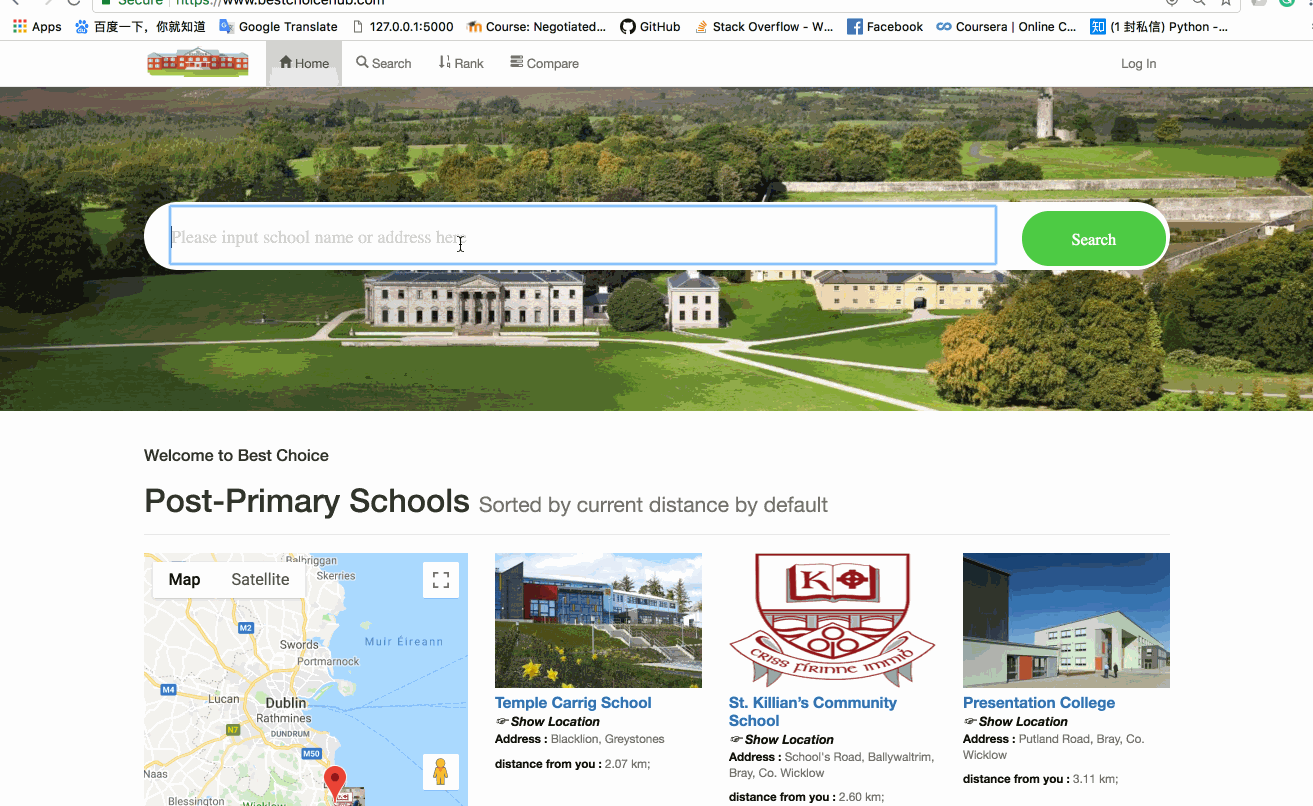 Secure https://www.bestchoicehub.com
Apps 百度一下，你就知道 Google Translate 127.0.0.1:5000 Course: Negotiated... GitHub Stack Overflow - W... Facebook Coursera | Online C... (1 封私信) Python -...
知
Home Search Rank Compare Log In
Please input school name or address here
Search
Welcome to Best Choice
Post-Primary Schools Sorted by current distance by default
Map Satellite
Balbriggan
Skerries
M2
Muir Éireann
Swords
Portmarnock
M4
Lucan
Dublin
Rathmines
N7
DUNDRUM
M50
Naas
Blessington
Wicklow
K
CRISS FÍRINNE IMMIB
Temple Carrig School
☞ Show Location
Address : Blacklion, Greystones
distance from you : 2.07 km;
St. Killian’s Community
School
☞ Show Location
Address : School's Road, Ballywaltrim,
Bray, Co. Wicklow
distance from you : 2.60 km;
Presentation College
☞ Show Location
Address : Putland Road, Bray, Co.
Wicklow
distance from you : 3.11 km;